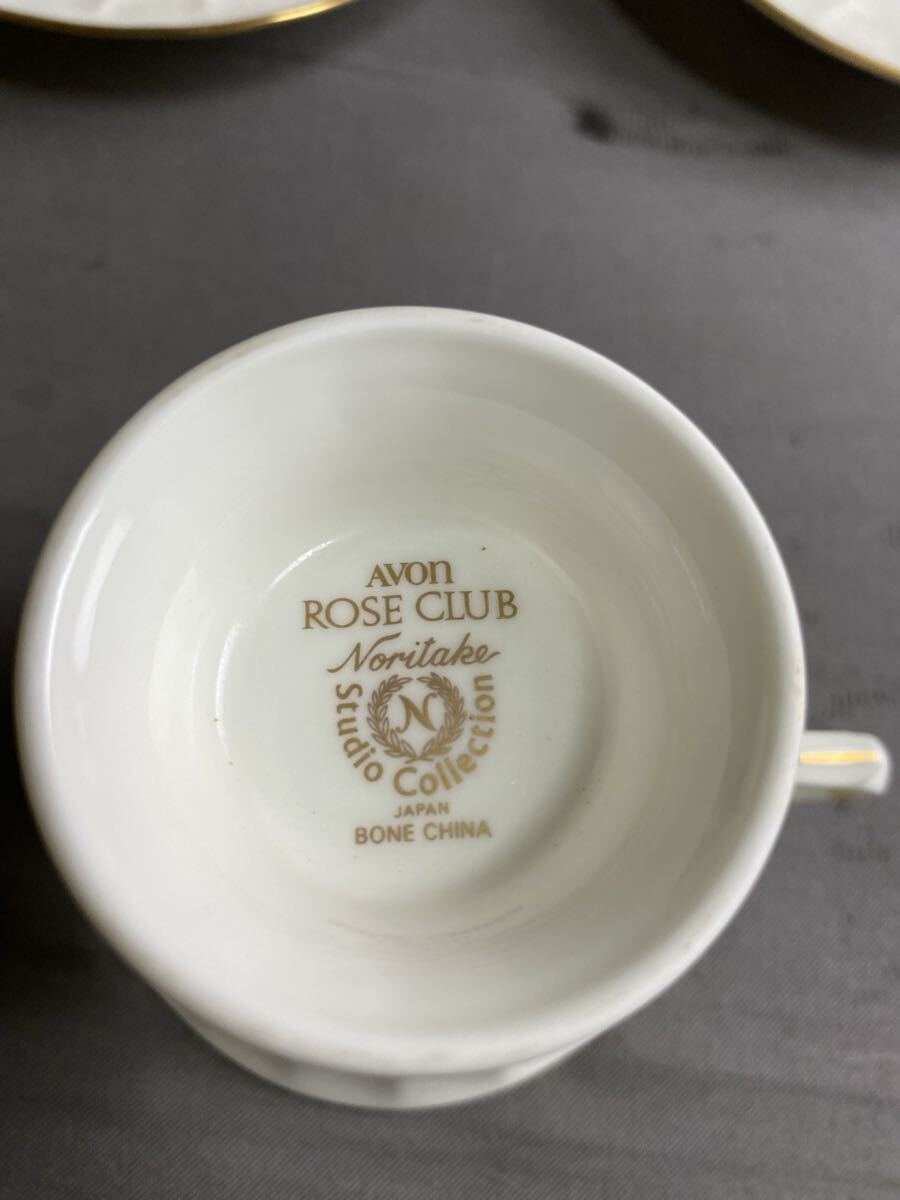 AVON
ROSE CLUB
Noritake
N
Studio Collection
JAPAN
BONE CHINA